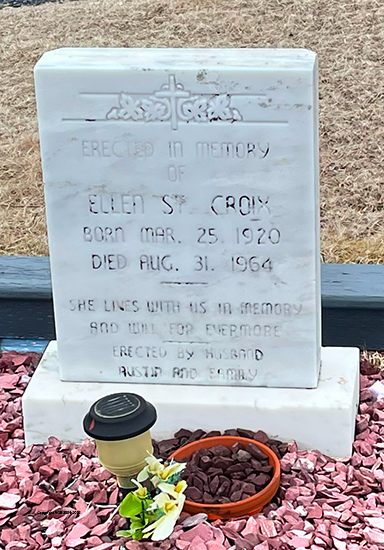 ERECTED IN MEMORY
OF
ELLEN ST. CROIX
BORN MAR. 25, 1920
DIED AUG. 31, 1964
SHE LIVES WITH US IN MEMORY
AND WILL FOR EVERMORE
ERECTED BY HUSBAND
AUSTIN AND FAMILY